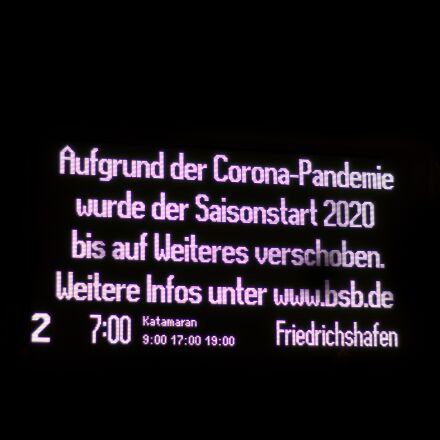 Aufgrund der Corona-Pandemie
wurde der Saisonstart 2020
bis auf Weiteres verschoben.
Weitere Infos unter www.bsb.de
2 7:00 Katamaran Friedrichshafen
9:00 17:00 19:00